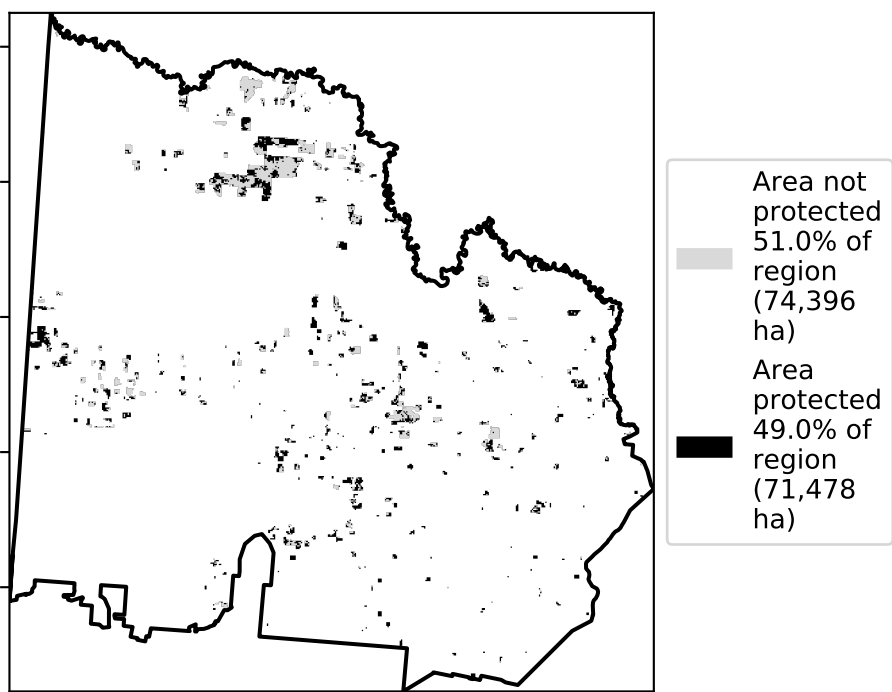 Area not
protected
51.0% of
region
(74,396
ha)
Area
protected
49.0% of
region
(71,478
ha)